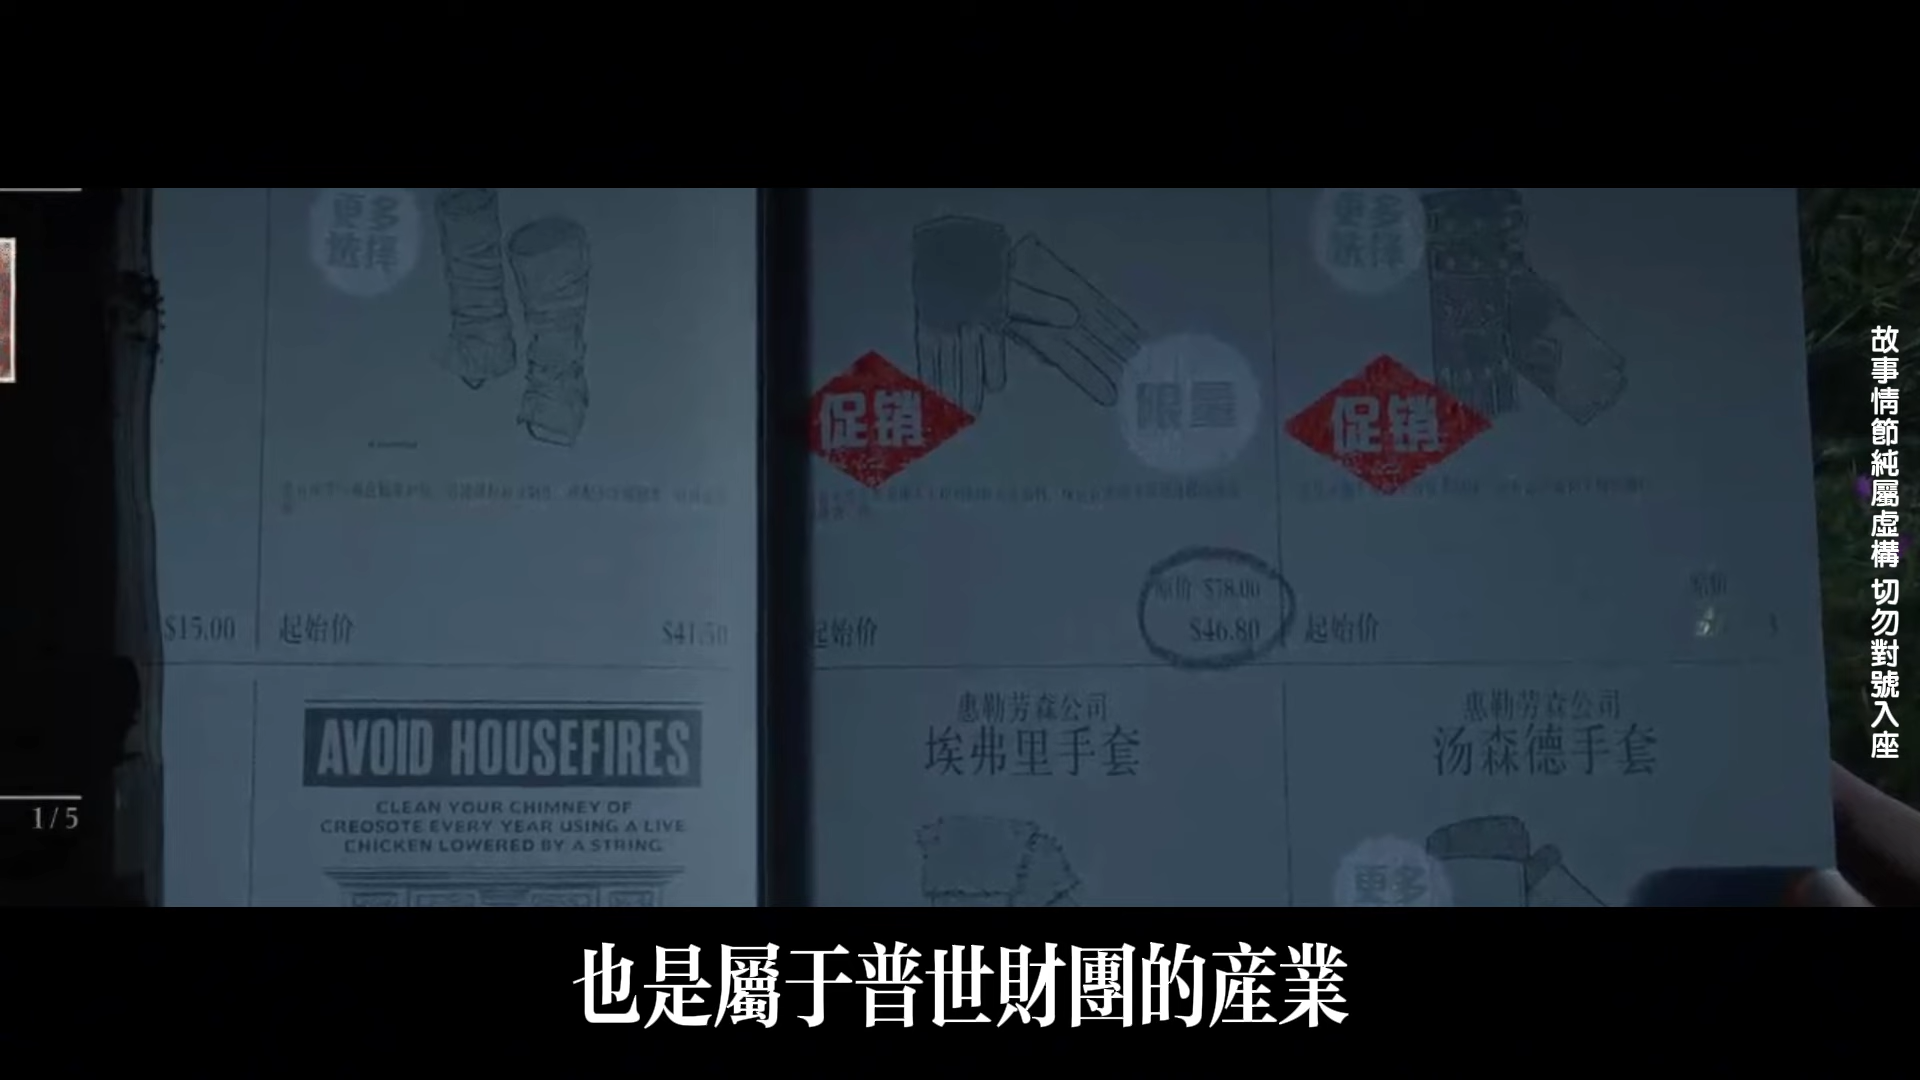 更多
选择
更多
选择
促销
限量
促销
原价 $78.00
$15.00
起始价
$41.50
起始价
$46.80
起始价
AVOID HOUSEFIRES
CLEAN YOUR CHIMNEY OF
CREOSOTE EVERY YEAR USING A LIVE
CHICKEN LOWERED BY A STRING
惠勒劳森公司
埃弗里手套
惠勒劳森公司
汤森德手套
更多
1/5
故事情節純屬虛構 切勿對號入座
也是屬于普世財團的産業